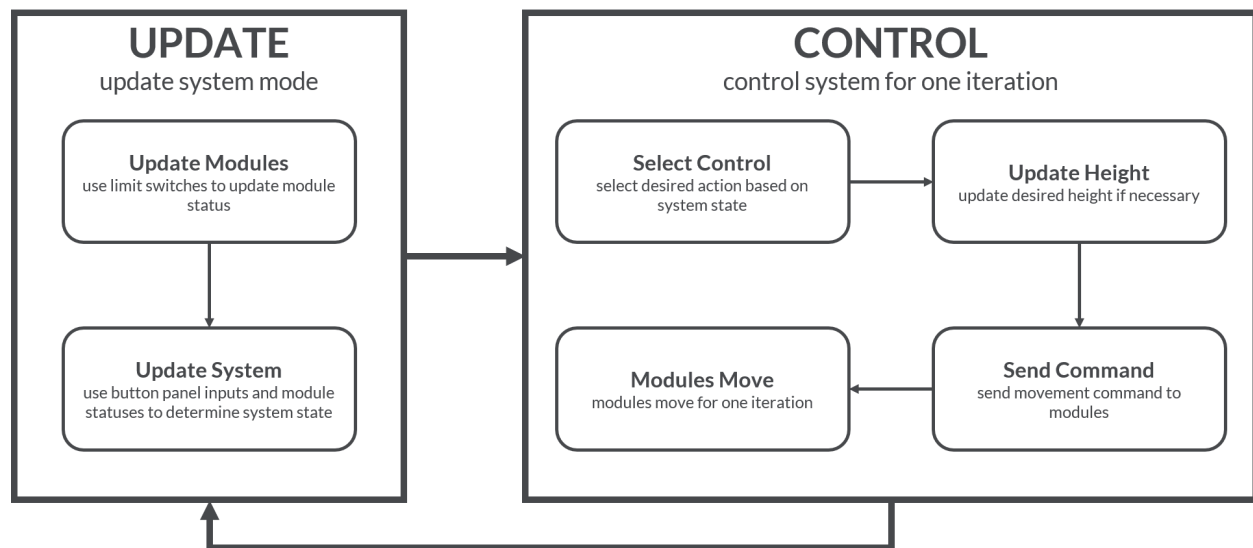 UPDATE
update system mode
Update Modules
use limit switches to update module
status
Update System
use button panel inputs and module
statuses to determine system state
CONTROL
control system for one iteration
Select Control
select desired action based on
system state
Update Height
update desired height if necessary
Send Command
send movement command to
modules
Modules Move
modules move for one iteration